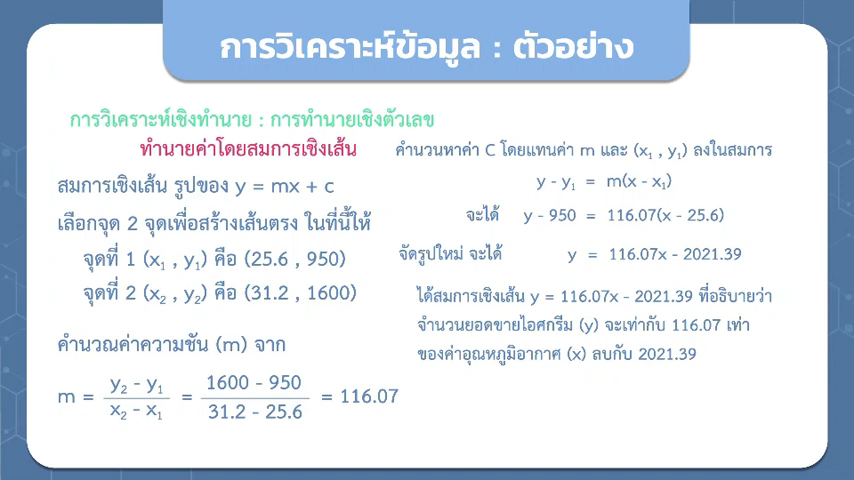 การวิเคราะห์ข้อมูล : ตัวอย่าง
การวิเคราะห์เชิงทำนาย : การทำนายเชิงตัวเลข
ทำนายค่าโดยสมการเชิงเส้น
สมการเชิงเส้น รูปของ y = mx + c
เลือกจุด 2 จุดเพื่อสร้างเส้นตรง ในที่นี้ให้
จุดที่ 1 (x₁ , y₁) คือ (25.6 , 950)
จุดที่ 2 (x₂ , y₂) คือ (31.2 , 1600)
คำนวณค่าความชัน (m) จาก
m = (y₂ - y₁)/(x₂ - x₁) = (1600 - 950)/(31.2 - 25.6) = 116.07
คำนวนหาค่า C โดยแทนค่า m และ (x₁ , y₁) ลงในสมการ
y - y₁ = m(x - x₁)
จะได้ y - 950 = 116.07(x - 25.6)
จัดรูปใหม่ จะได้ y = 116.07x - 2021.39
ได้สมการเชิงเส้น y = 116.07x - 2021.39 ที่อธิบายว่า
จำนวนยอดขายไอศกรีม (y) จะเท่ากับ 116.07 เท่า
ของค่าอุณหภูมิอากาศ (x) ลบกับ 2021.39